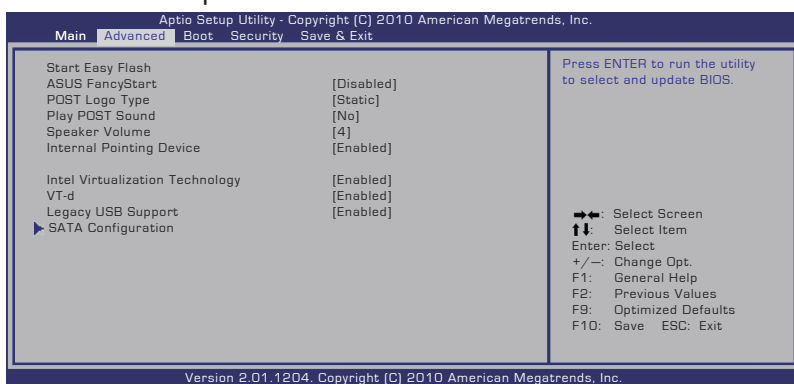 Aptio Setup Utility - Copyright (C) 2010 American Megatrends, Inc.
Main Advanced Boot Security Save & Exit
Start Easy Flash
ASUS FancyStart [Disabled]
POST Logo Type [Static]
Play POST Sound [No]
Speaker Volume [4]
Internal Pointing Device [Enabled]
Intel Virtualization Technology [Enabled]
VT-d [Enabled]
Legacy USB Support [Enabled]
SATA Configuration
Press ENTER to run the utility
to select and update BIOS.
→←: Select Screen
↑↓: Select Item
Enter: Select
+/—: Change Opt.
F1: General Help
F2: Previous Values
F9: Optimized Defaults
F10: Save ESC: Exit
Version 2.01.1204. Copyright (C) 2010 American Megatrends, Inc.